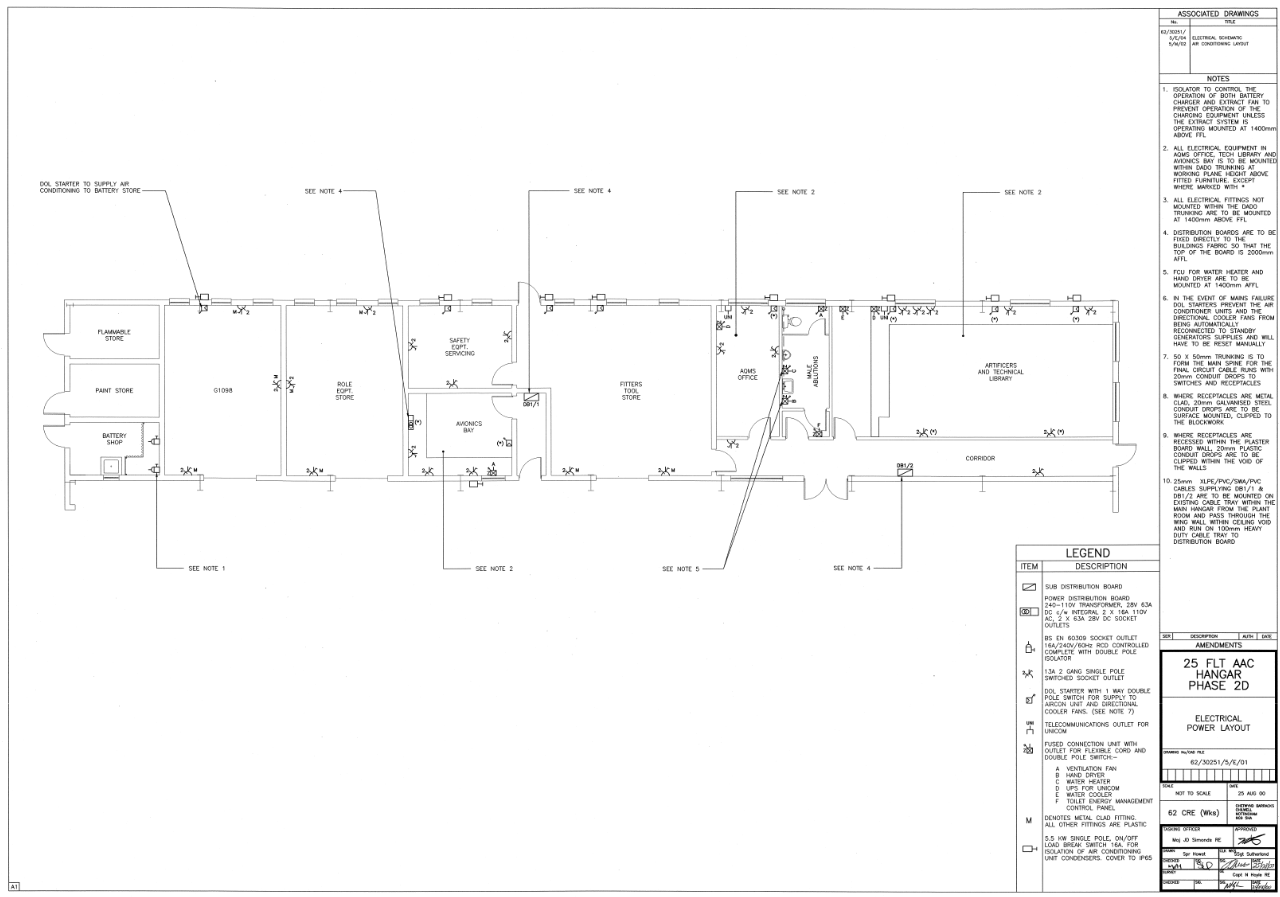 ASSOCIATED DRAWINGS
No. TITLE
62/30251/
5/E/04 ELECTRICAL SCHEMATIC
5/M/02 AIR CONDITIONING LAYOUT
NOTES
1. ISOLATOR TO CONTROL THE
OPERATION OF BOTH BATTERY
CHARGER AND EXTRACT FAN TO
PREVENT OPERATION OF THE
CHARGING EQUIPMENT UNLESS
THE EXTRACT SYSTEM IS
OPERATING MOUNTED AT 1400mm
ABOVE FFL
2. ALL ELECTRICAL EQUIPMENT IN
AQMS OFFICE, TECH LIBRARY AND
AVIONICS BAY IS TO BE MOUNTED
WITHIN DADO TRUNKING AT
WORKING PLANE HEIGHT ABOVE
FITTED FURNITURE. EXCEPT
WHERE MARKED WITH *
3. ALL ELECTRICAL FITTINGS NOT
MOUNTED WITHIN THE DADO
TRUNKING ARE TO BE MOUNTED
AT 1400mm ABOVE FFL
4. DISTRIBUTION BOARDS ARE TO BE
FIXED DIRECTLY TO THE
BUILDINGS FABRIC SO THAT THE
TOP OF THE BOARD IS 2000mm
AFFL
5. FCU FOR WATER HEATER AND
HAND DRYER ARE TO BE
MOUNTED AT 1400mm AFFL
6. IN THE EVENT OF MAINS FAILURE
DOL STARTERS PREVENT THE AIR
CONDITIONER UNITS AND THE
DIRECTIONAL COOLER FANS FROM
BEING AUTOMATICALLY
RECONNECTED TO STANDBY
GENERATORS SUPPLIES AND WILL
HAVE TO BE RESET MANUALLY
7. 50 X 50mm TRUNKING IS TO
FORM THE MAIN SPINE FOR THE
FINAL CIRCUIT CABLE RUNS WITH
20mm CONDUIT DROPS TO
SWITCHES AND RECEPTACLES
8. WHERE RECEPTACLES ARE METAL
CLAD, 20mm GALVANISED STEEL
CONDUIT DROPS ARE TO BE
SURFACE MOUNTED, CLIPPED TO
THE BLOCKWORK
9. WHERE RECEPTACLES ARE
RECESSED WITHIN THE PLASTER
BOARD WALL, 20mm PLASTIC
CONDUIT DROPS ARE TO BE
CLIPPED WITHIN THE VOID OF
THE WALLS
10. 25mm XLPE/PVC/SWA/PVC
CABLES SUPPLYING DB1/1 &
DB1/2 ARE TO BE MOUNTED ON
EXISTING CABLE TRAY WITHIN THE
MAIN HANGAR FROM THE PLANT
ROOM AND PASS THROUGH THE
WING WALL WITHIN CEILING VOID
AND RUN ON 100mm HEAVY
DUTY CABLE TRAY TO
DISTRIBUTION BOARD
DOL STARTER TO SUPPLY AIR
CONDITIONING TO BATTERY STORE
SEE NOTE 4
SEE NOTE 4
SEE NOTE 2
SEE NOTE 2
FLAMMABLE
STORE
PAINT STORE
BATTERY
SHOP
G1098
ROLE
EQPT.
STORE
SAFETY
EQPT.
SERVICING
AVIONICS
BAY
DB1/1
FITTERS
TOOL
STORE
AQMS
OFFICE
MALE
ABLUTIONS
ARTIFICERS
AND TECHNICAL
LIBRARY
CORRIDOR
DB1/2
SEE NOTE 1
SEE NOTE 2
SEE NOTE 5
SEE NOTE 4
LEGEND
ITEM DESCRIPTION
SUB DISTRIBUTION BOARD
POWER DISTRIBUTION BOARD
240-110V TRANSFORMER, 28V 63A
DC c/w INTEGRAL 2 X 16A 110V
AC, 2 X 63A 28V DC SOCKET
OUTLETS
BS EN 60309 SOCKET OUTLET
16A/240V/60Hz RCD CONTROLLED
COMPLETE WITH DOUBLE POLE
ISOLATOR
13A 2 GANG SINGLE POLE
SWITCHED SOCKET OUTLET
DOL STARTER WITH 1 WAY DOUBLE
POLE SWITCH FOR SUPPLY TO
AIRCON UNIT AND DIRECTIONAL
COOLER FANS. (SEE NOTE 7)
UNI TELECOMMUNICATIONS OUTLET FOR
UNICOM
FUSED CONNECTION UNIT WITH
OUTLET FOR FLEXIBLE CORD AND
DOUBLE POLE SWITCH:-
A VENTILATION FAN
B HAND DRYER
C WATER HEATER
D UPS FOR UNICOM
E WATER COOLER
F TOILET ENERGY MANAGEMENT
CONTROL PANEL
M DENOTES METAL CLAD FITTING.
ALL OTHER FITTINGS ARE PLASTIC
5.5 KW SINGLE POLE, ON/OFF
LOAD BREAK SWITCH 16A. FOR
ISOLATION OF AIR CONDITIONING
UNIT CONDENSERS. COVER TO IP65
SER DESCRIPTION AUTH DATE
AMENDMENTS
25 FLT AAC
HANGAR
PHASE 2D
ELECTRICAL
POWER LAYOUT
DRAWING No/CAD FILE
62/30251/5/E/01
SCALE DATE
NOT TO SCALE 25 AUG 00
62 CRE (Wks)
CHETWYND BARRACKS
CHILWELL
NOTTINGHAM
TASKING OFFICER APPROVED
Maj JD Simonds RE
DRAWN Spr Howat SSgt Sutherland
CHECKED
SURVEY Capt N Hoyle RE
CHECKED
A1